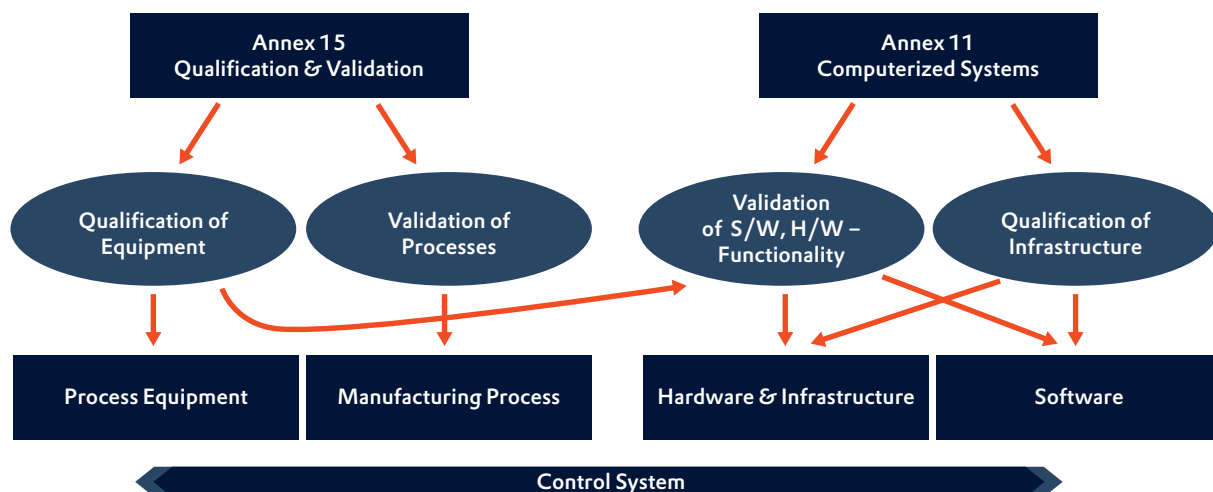 Annex 15
Qualification & Validation
Annex 11
Computerized Systems
Qualification of
Equipment
Validation of
Processes
Validation
of S/W, H/W –
Functionality
Qualification of
Infrastructure
Process Equipment
Manufacturing Process
Hardware & Infrastructure
Software
Control System